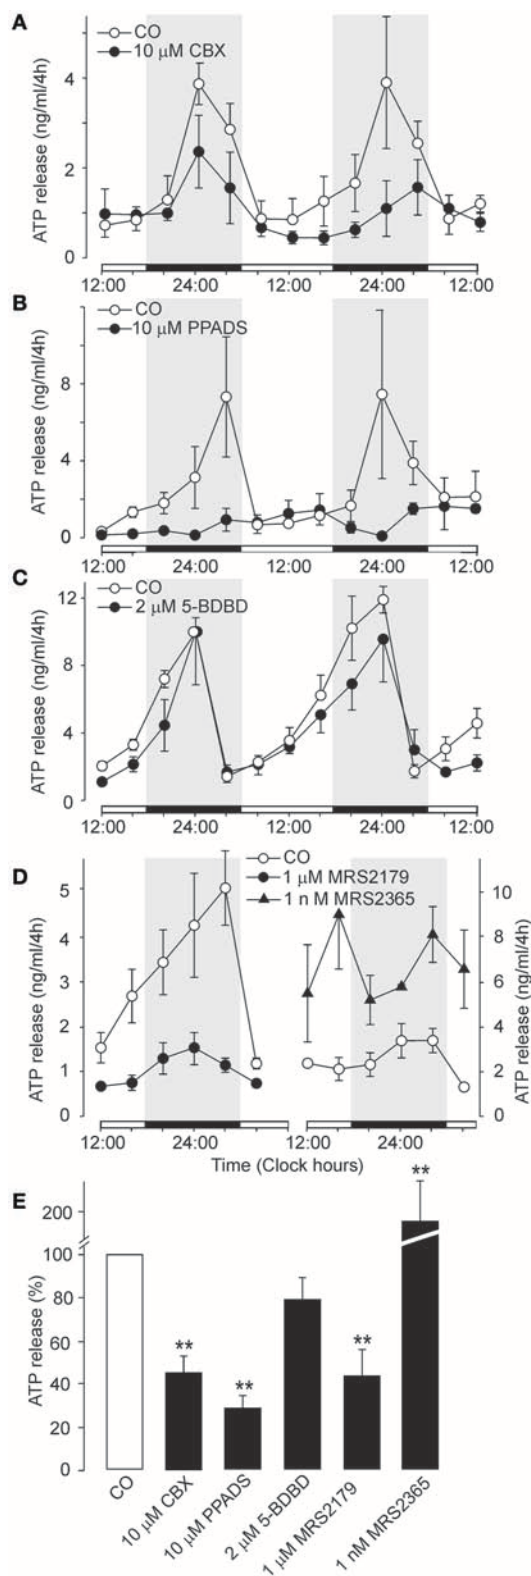 A
CO
10 µM CBX
ATP release (ng/ml/4h)
4
2
0
12:00 24:00 12:00 24:00 12:00
B
CO
10 µM PPADS
ATP release (ng/ml/4h)
8
4
0
12:00 24:00 12:00 24:00 12:00
C
CO
2 µM 5-BDBD
ATP release (ng/ml/4h)
12
8
4
0
12:00 24:00 12:00 24:00 12:00
D
CO
1 µM MRS2179
1 n M MRS2365
ATP release (ng/ml/4h)
5
4
3
2
1
0
10
8
6
4
2
0
ATP release (ng/ml/4h)
12:00 24:00 12:00 24:00
Time (Clock hours)
E
ATP release (%)
200
100
80
60
40
20
0
**
**
**
**
CO
10 µM CBX
10 µM PPADS
2 µM 5-BDBD
1 µM MRS2179
1 nM MRS2365